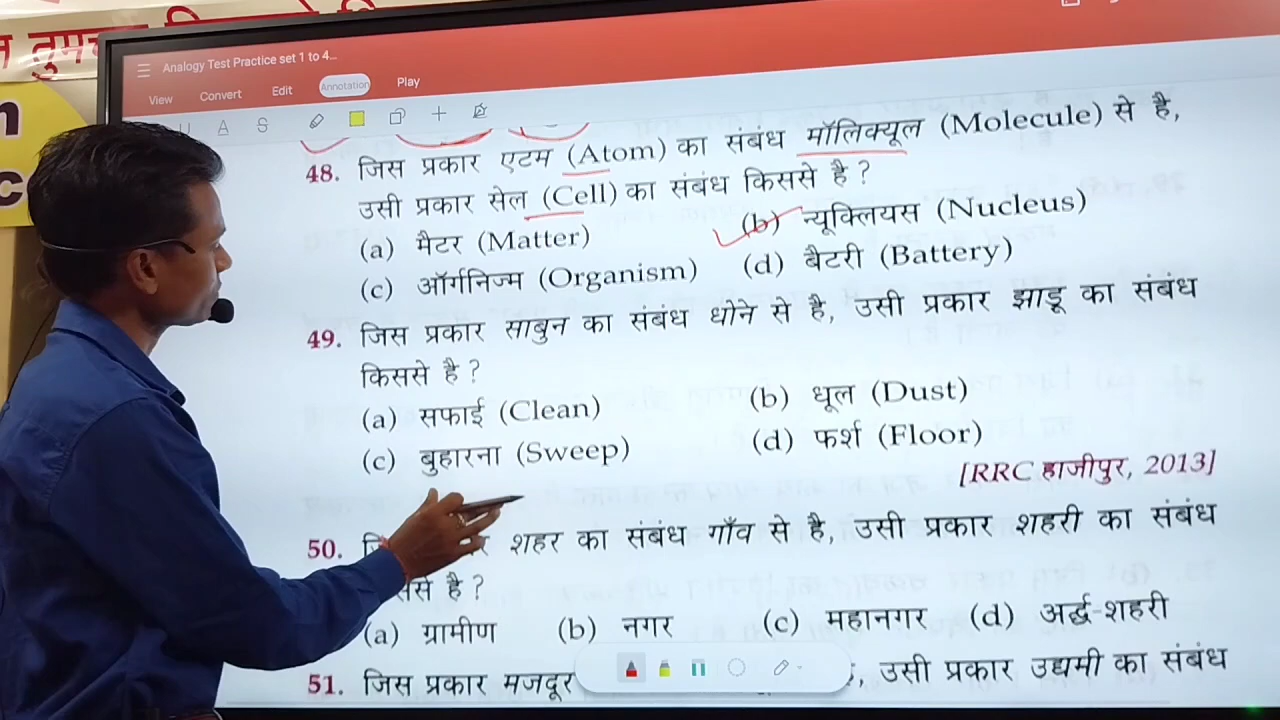 तुम
Analogy Test Practice set 1 to 4...
View Convert Edit Annotation Play
48. जिस प्रकार एटम (Atom) का संबंध मॉलिक्यूल (Molecule) से है,
उसी प्रकार सेल (Cell) का संबंध किससे है ?
(a) मैटर (Matter) (b) न्यूक्लियस (Nucleus)
(c) ऑर्गनिज्म (Organism) (d) बैटरी (Battery)
49. जिस प्रकार साबुन का संबंध धोने से है, उसी प्रकार झाडू का संबंध
किससे है ?
(a) सफाई (Clean) (b) धूल (Dust)
(c) बुहारना (Sweep) (d) फर्श (Floor)
[RRC हाजीपुर, 2013]
50. शहर का संबंध गाँव से है, उसी प्रकार शहरी का संबंध
है ?
(a) ग्रामीण (b) नगर (c) महानगर (d) अर्द्ध-शहरी
51. जिस प्रकार मजदूर उसी प्रकार उद्यमी का संबंध